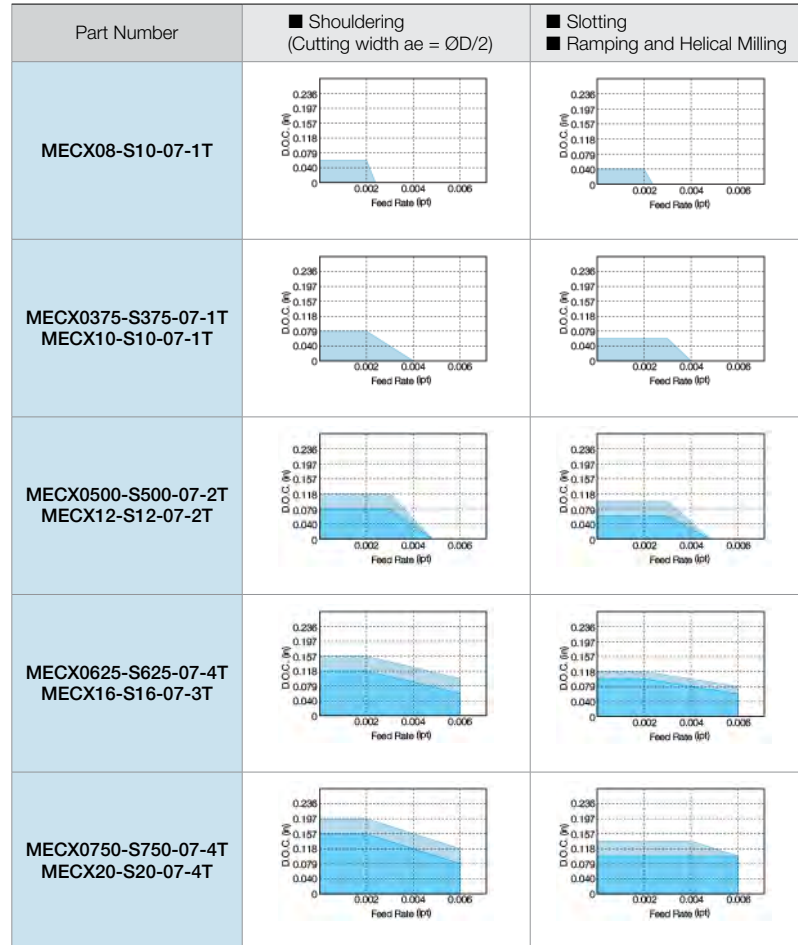 Part Number
■ Shouldering
(Cutting width ae = ØD/2)
■ Slotting
■ Ramping and Helical Milling
MECX08-S10-07-1T
D.O.C. (in)
0.236
0.197
0.157
0.118
0.079
0.040
0
0.002 0.004 0.006
Feed Rate (ipt)
D.O.C. (in)
0.236
0.197
0.157
0.118
0.079
0.040
0
0.002 0.004 0.006
Feed Rate (ipt)
MECX0375-S375-07-1T
MECX10-S10-07-1T
D.O.C. (in)
0.236
0.197
0.157
0.118
0.079
0.040
0
0.002 0.004 0.006
Feed Rate (ipt)
D.O.C. (in)
0.236
0.197
0.157
0.118
0.079
0.040
0
0.002 0.004 0.006
Feed Rate (ipt)
MECX0500-S500-07-2T
MECX12-S12-07-2T
D.O.C. (in)
0.236
0.197
0.157
0.118
0.079
0.040
0
0.002 0.004 0.006
Feed Rate (ipt)
D.O.C. (in)
0.236
0.197
0.157
0.118
0.079
0.040
0
0.002 0.004 0.006
Feed Rate (ipt)
MECX0625-S625-07-4T
MECX16-S16-07-3T
D.O.C. (in)
0.236
0.197
0.157
0.118
0.079
0.040
0
0.002 0.004 0.006
Feed Rate (ipt)
D.O.C. (in)
0.236
0.197
0.157
0.118
0.079
0.040
0
0.002 0.004 0.006
Feed Rate (ipt)
MECX0750-S750-07-4T
MECX20-S20-07-4T
D.O.C. (in)
0.236
0.197
0.157
0.118
0.079
0.040
0
0.002 0.004 0.006
Feed Rate (ipt)
D.O.C. (in)
0.236
0.197
0.157
0.118
0.079
0.040
0
0.002 0.004 0.006
Feed Rate (ipt)